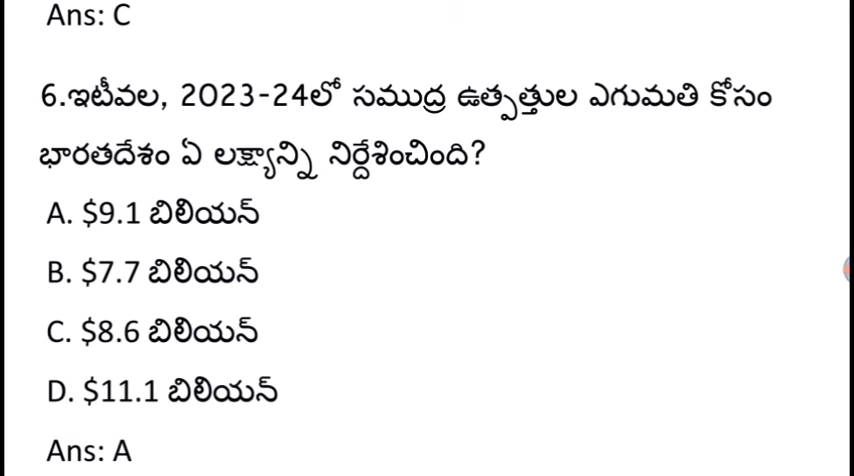 Ans: C
6.ఇటీవల, 2023-24లో సముద్ర ఉత్పత్తుల ఎగుమతి కోసం
భారతదేశం ఏ లక్ష్యాన్ని నిర్దేశించింది?
A. $9.1 బిలియన్
B. $7.7 బిలియన్
C. $8.6 బిలియన్
D. $11.1 బిలియన్
Ans: A